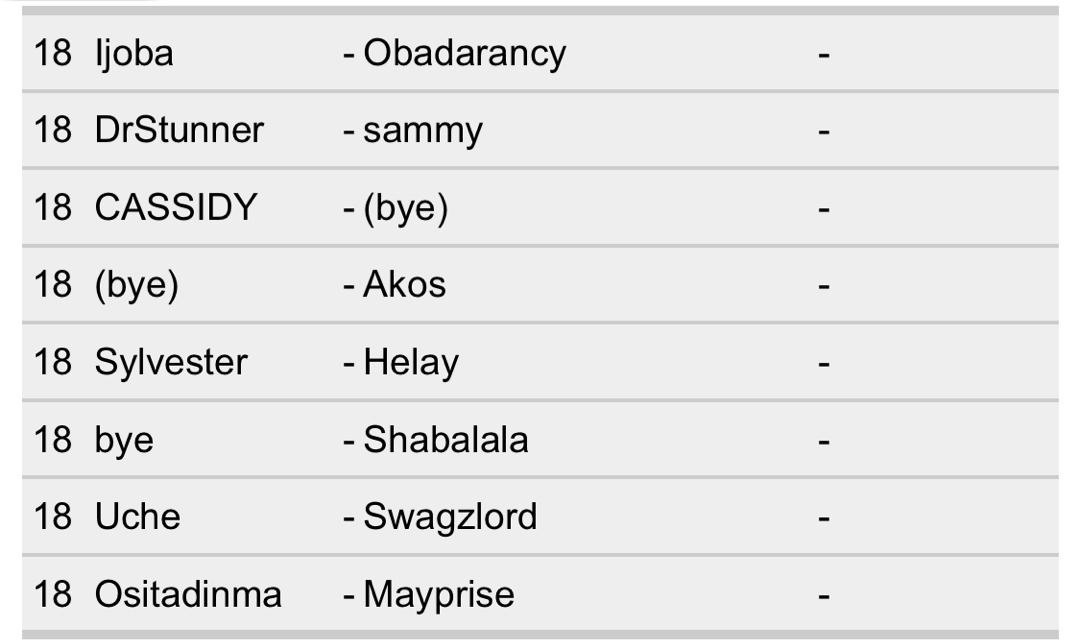 18 Ijoba - Obadarancy -
18 DrStunner - sammy -
18 CASSIDY - (bye) -
18 (bye) - Akos -
18 Sylvester - Helay -
18 bye - Shabalala -
18 Uche - Swagzlord -
18 Ositadinma - Mayprise -